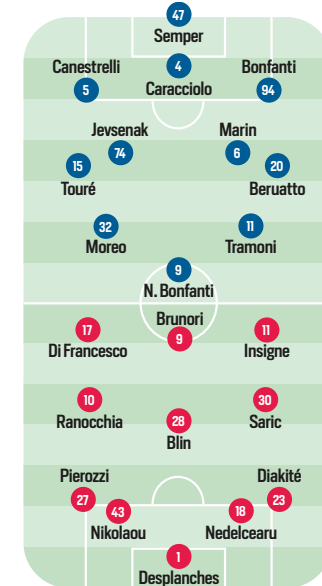 47
Semper
Canestrelli 4 Bonfanti
5 Caracciolo 94
Jevsenak Marin
74 6
15 20
Touré Beruatto
32 11
Moreo Tramoni
9
N. Bonfanti
Brunori
17 9 11
Di Francesco Insigne
10 30
Ranocchia 28 Saric
Blin
Pierozzi Diakité
27 43 18 23
Nikolaou Nedelcearu
1
Desplanches